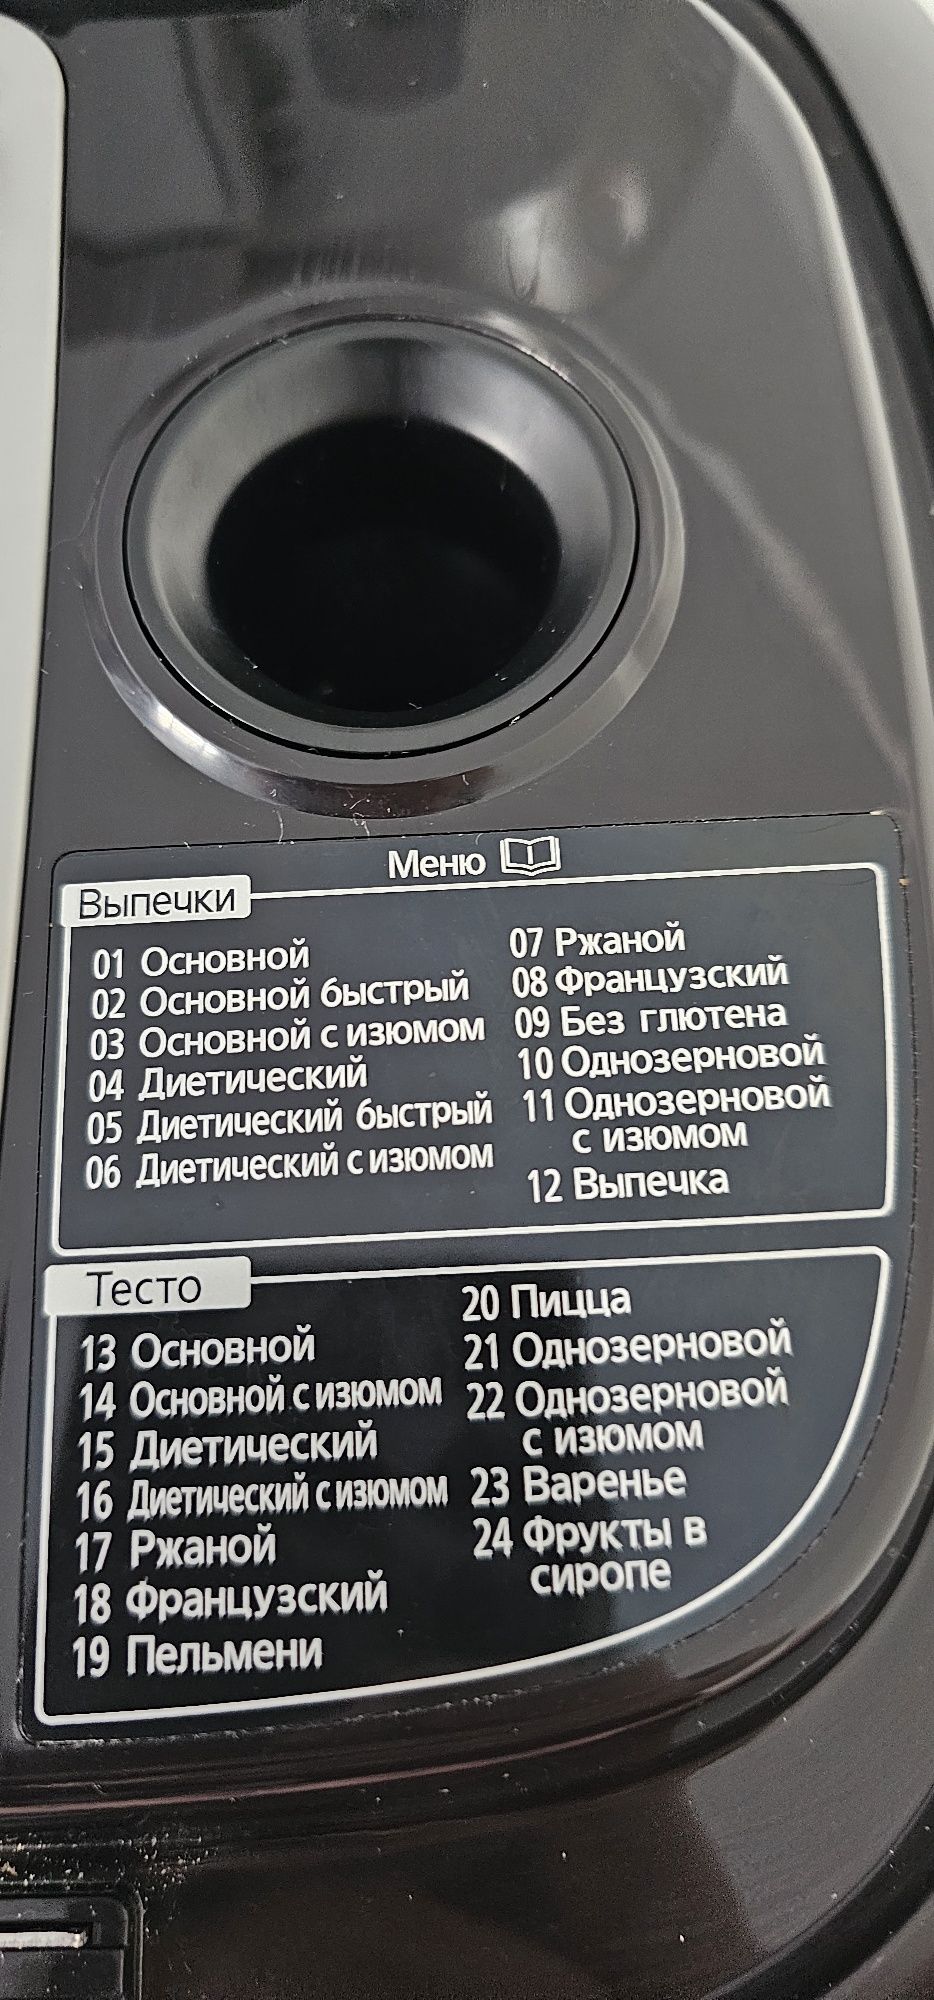 Меню
Выпечки
01 Основной
02 Основной быстрый
03 Основной с изюмом
04 Диетический
05 Диетический быстрый
06 Диетический с изюмом
07 Ржаной
08 Французский
09 Без глютена
10 Однозерновой
11 Однозерновой
с изюмом
12 Выпечка
Тесто
13 Основной
14 Основной с изюмом
15 Диетический
16 Диетический с изюмом
17 Ржаной
18 Французский
19 Пельмени
20 Пицца
21 Однозерновой
22 Однозерновой
с изюмом
23 Варенье
24 Фрукты в
сиропе